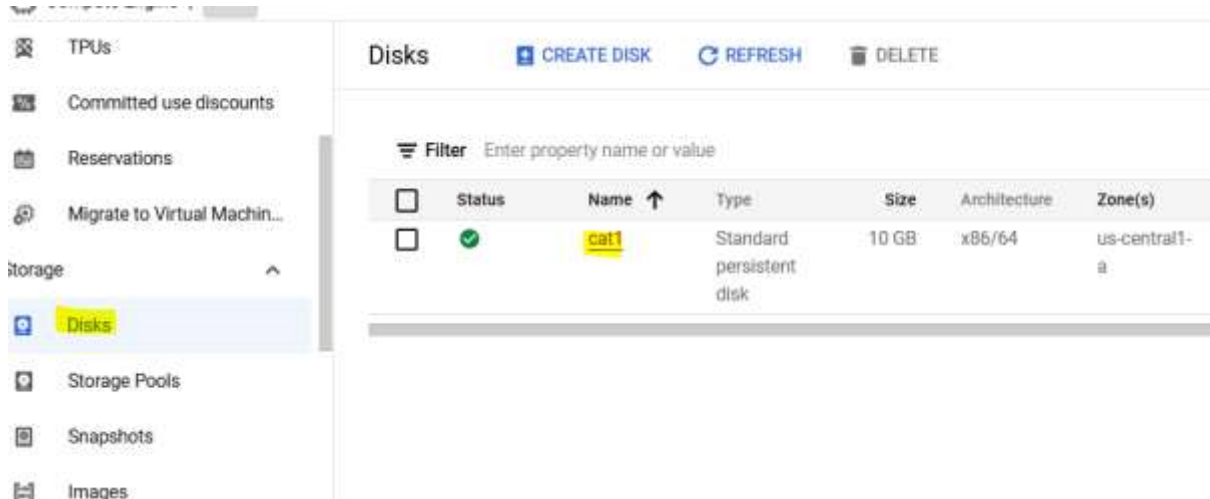 TPUs
Committed use discounts
Reservations
Migrate to Virtual Machin...
Storage
Disks
Storage Pools
Snapshots
Images
Disks CREATE DISK REFRESH DELETE
Filter Enter property name or value
Status Name Type Size Architecture Zone(s)
cat1 Standard 10 GB x86/64 us-central1-
persistent a
disk